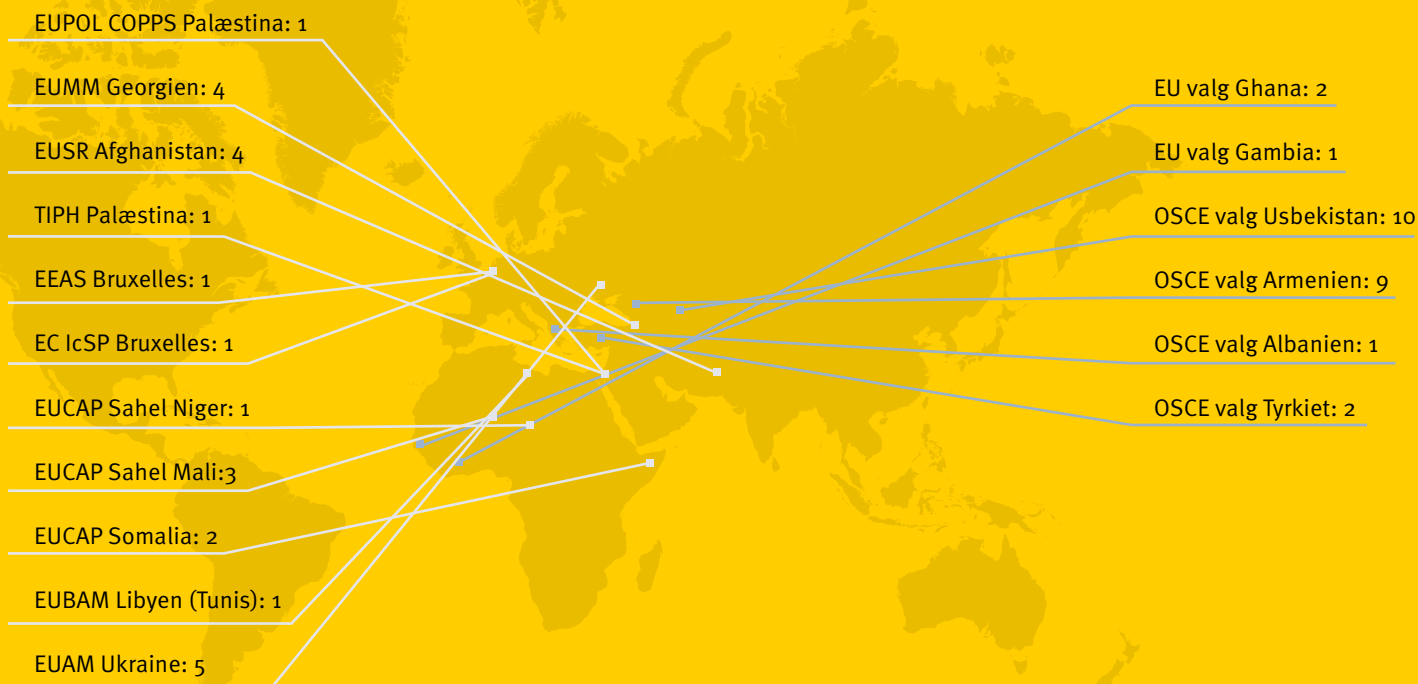 EUPOL COPPS Palæstina: 1
EUMM Georgien: 4
EUSR Afghanistan: 4
TIPH Palæstina: 1
EEAS Bruxelles: 1
EC IcSP Bruxelles: 1
EUCAP Sahel Niger: 1
EUCAP Sahel Mali:3
EUCAP Somalia: 2
EUBAM Libyen (Tunis): 1
EUAM Ukraine: 5
EU valg Ghana: 2
EU valg Gambia: 1
OSCE valg Usbekistan: 10
OSCE valg Armenien: 9
OSCE valg Albanien: 1
OSCE valg Tyrkiet: 2